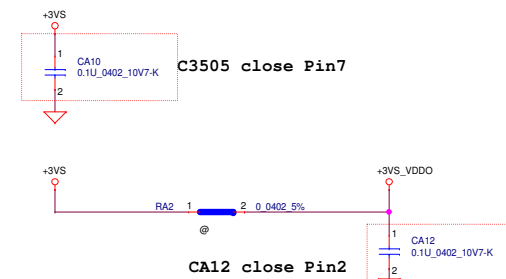 +3VS
1
CA10
0.1U_0402_10V7-K
2
C3505 close Pin7
+3VS
+3VS_VDDO
RA2 1 2 0_0402_5%
@
1
CA12
0.1U_0402_10V7-K
2
CA12 close Pin2